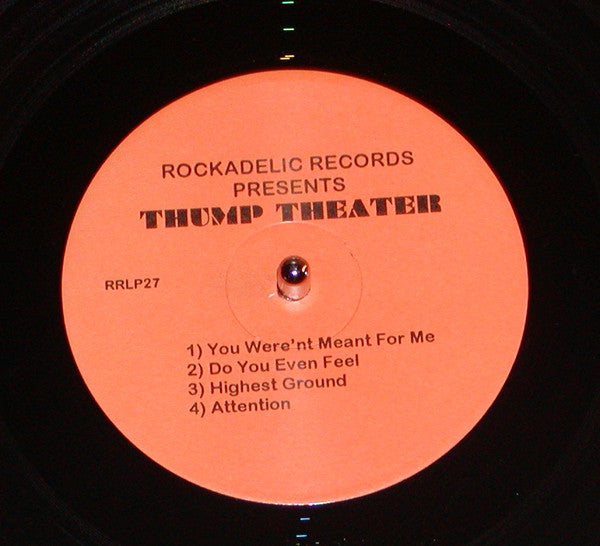 ROCKADELIC RECORDS
PRESENTS
THUMP THEATER
RRLP27
1) You Were'nt Meant For Me
2) Do You Even Feel
3) Highest Ground
4) Attention